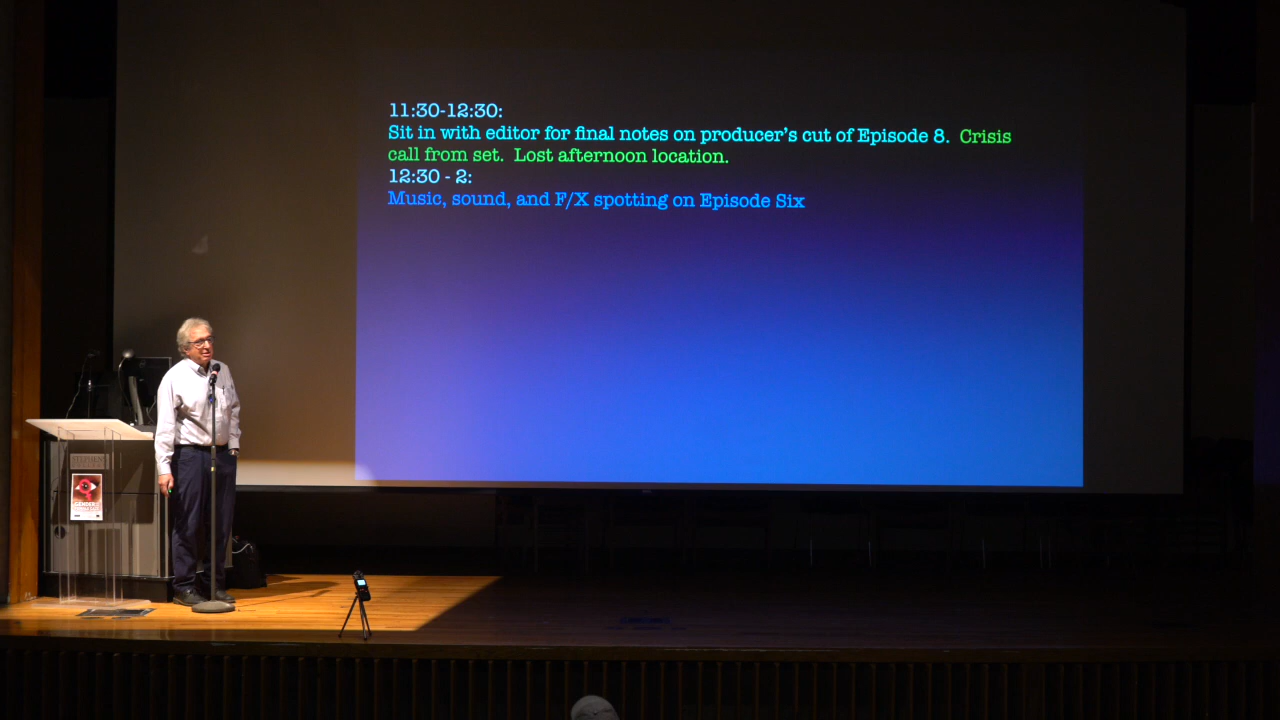 11:30-12:30:
Sit in with editor for final notes on producer's cut of Episode 8.  Crisis
call from set.  Lost afternoon location.
12:30 - 2:
Music, sound, and F/X spotting on Episode Six
STEPHENS